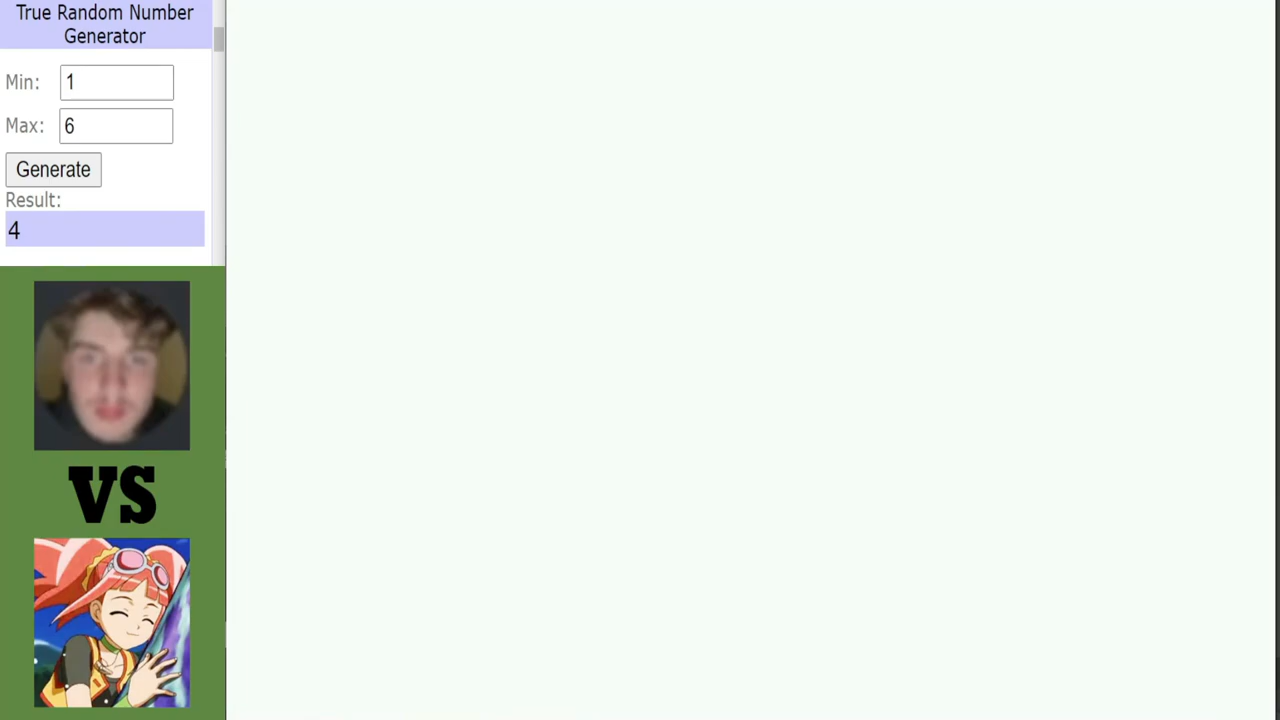 True Random Number
Generator
Min: 1
Max: 6
Generate
Result:
4
VS